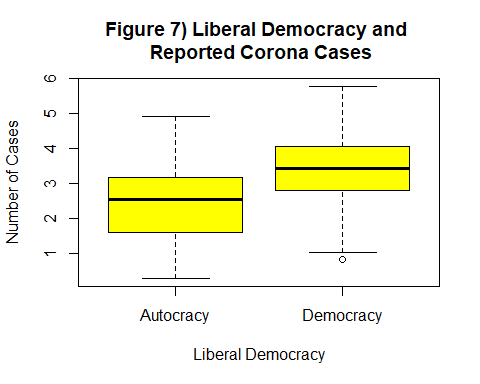 Figure 7) Liberal Democracy and
Reported Corona Cases
Number of Cases
6
5
4
3
2
1
Autocracy Democracy
Liberal Democracy